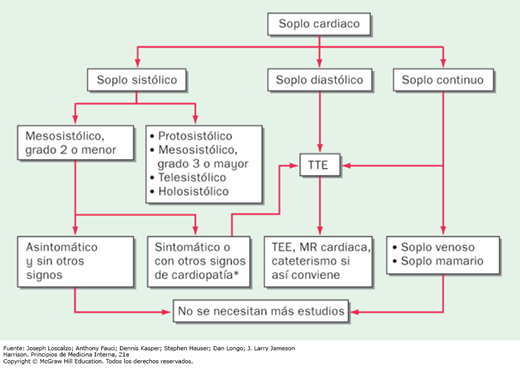 Soplo cardiaco
Soplo sistólico
Soplo diastólico
Soplo continuo
Mesosistólico,
grado 2 o menor
• Protosistólico
• Mesosistólico,
grado 3 o mayor
• Telesistólico
• Holosistólico
TTE
Asintomático
y sin otros
signos
Sintomático o
con otros signos
de cardiopatía*
TEE, MR cardiaca,
cateterismo si
así conviene
• Soplo venoso
• Soplo mamario
No se necesitan más estudios
Fuente: Joseph Loscalzo; Anthony Fauci; Dennis Kasper; Stephen Hauser; Dan Longo; J. Larry Jameson
Harrison. Principios de Medicina Interna, 21e
Copyright © McGraw Hill Education. Todos los derechos reservados.